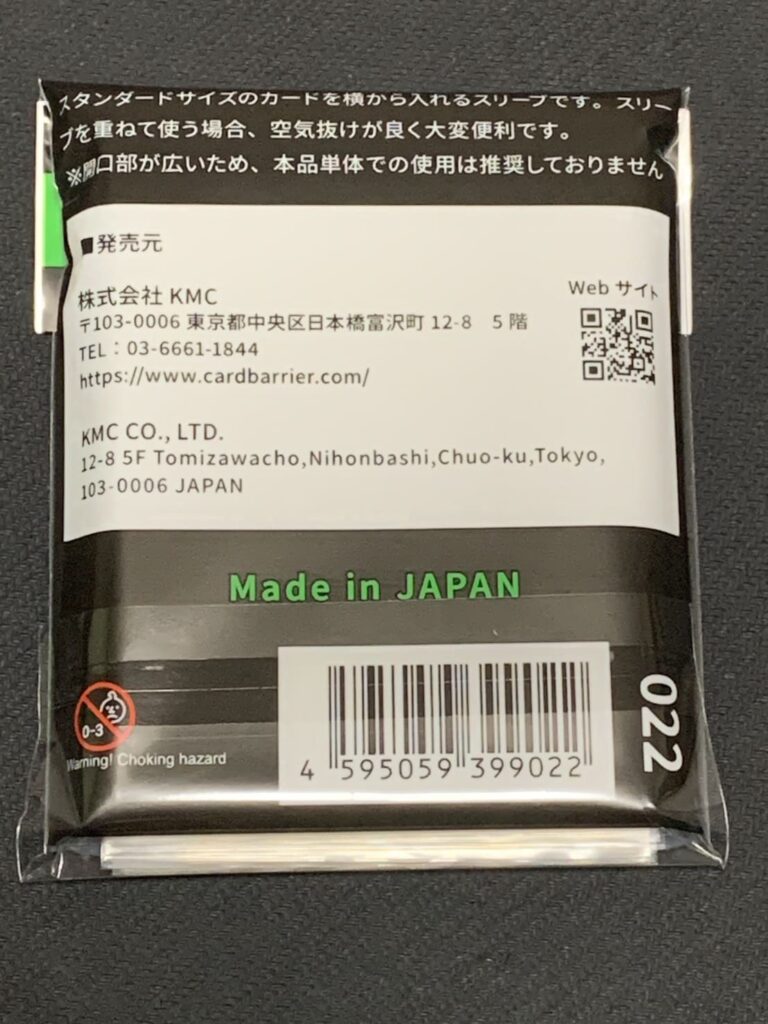 スタンダードサイズのカードを横から入れるスリーブです。スリー
ブを重ねて使う場合、空気抜けが良く大変便利です。
※開口部が広いため、本品単体での使用は推奨しておりません
■発売元
株式会社 KMC
〒103-0006 東京都中央区日本橋富沢町 12-8 5 階
TEL：03-6661-1844
https://www.cardbarrier.com/
Web サイト
KMC CO., LTD.
12-8 5F Tomizawacho,Nihonbashi,Chuo-ku,Tokyo,
103-0006 JAPAN
Made in JAPAN
0-3
Warning! Choking hazard
4 595059 399022
022